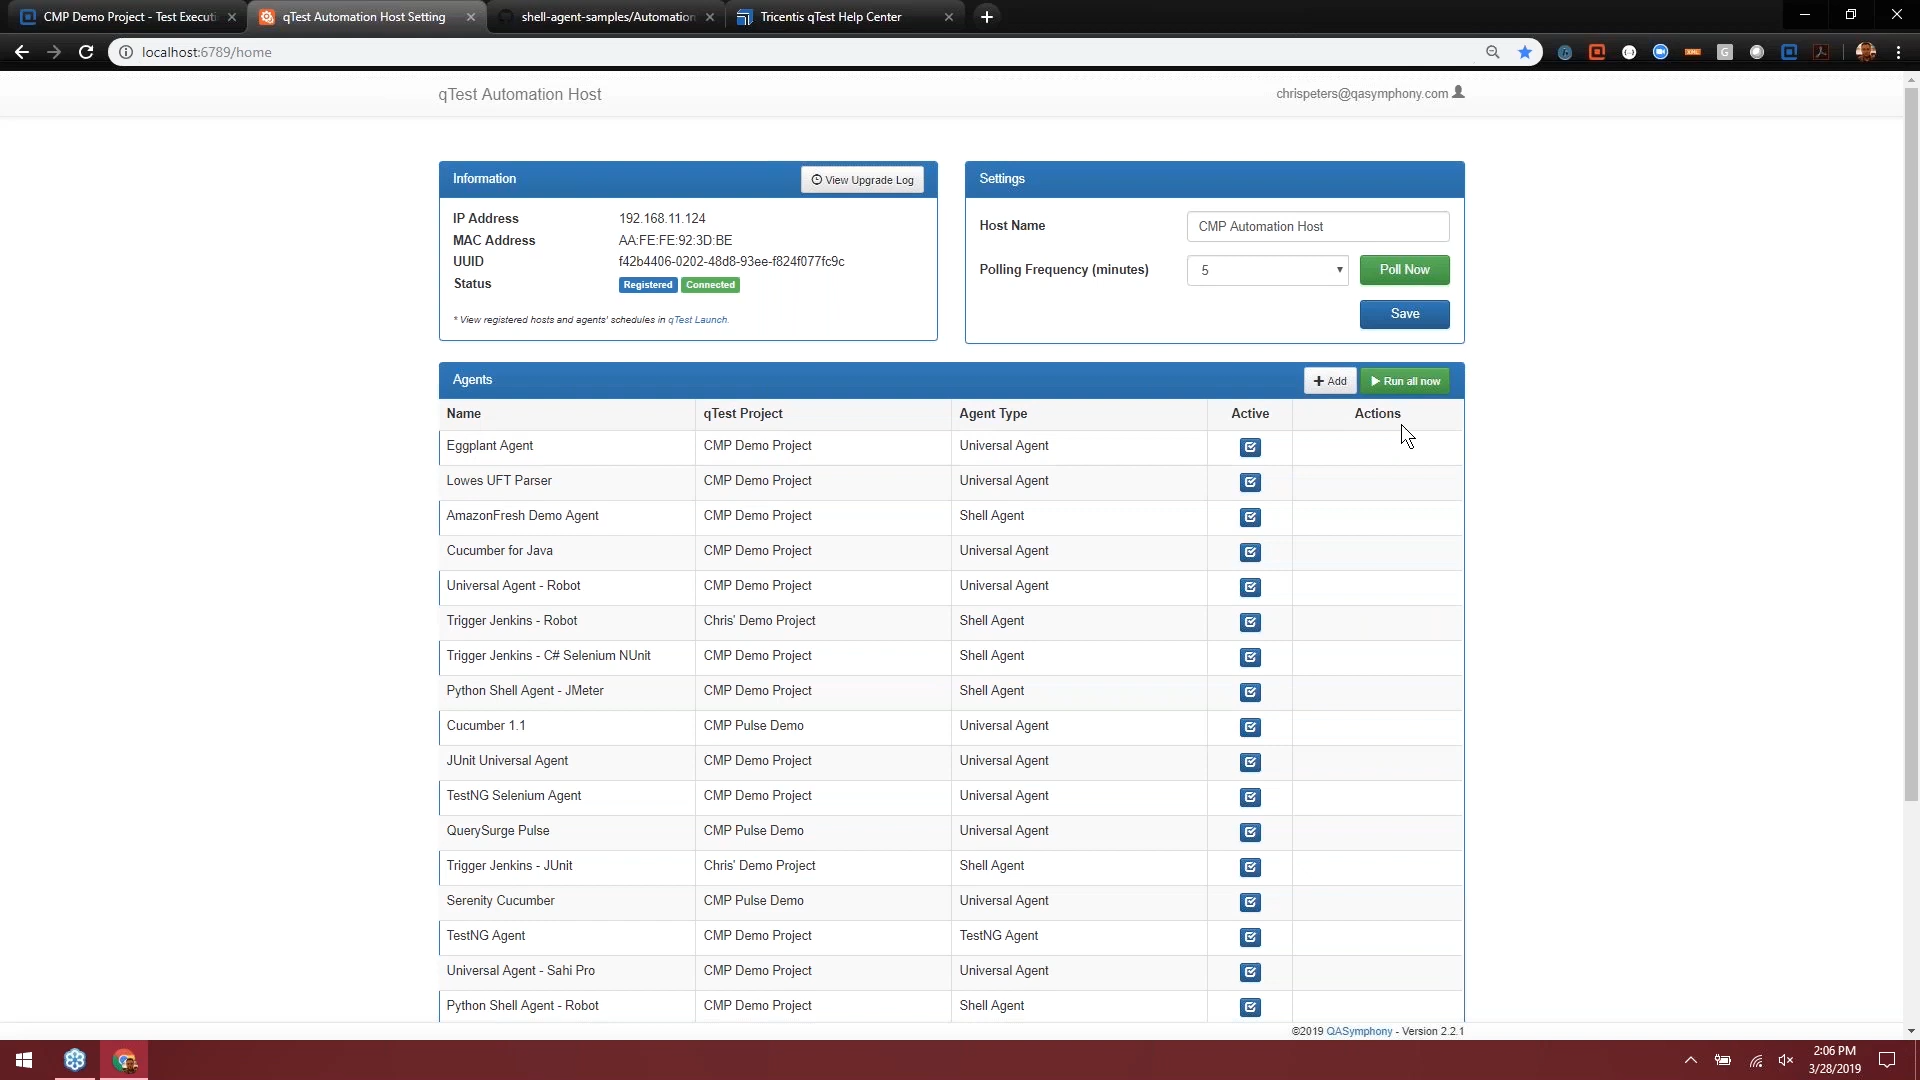 CMP Demo Project - Test Executi
qTest Automation Host Setting
shell-agent-samples/Automation
Tricentis qTest Help Center
localhost:6789/home
qTest Automation Host
chrispeters@qasymphony.com
Information
View Upgrade Log
IP Address 192.168.11.124
MAC Address AA:FE:FE:92:3D:BE
UUID f42b4406-0202-48d8-93ee-f824f077fc9c
Status Registered Connected
* View registered hosts and agents' schedules in qTest Launch.
Settings
Host Name CMP Automation Host
Polling Frequency (minutes) 5 Poll Now
Save
Agents
Add Run all now
Name qTest Project Agent Type Active Actions
Eggplant Agent CMP Demo Project Universal Agent
Lowes UFT Parser CMP Demo Project Universal Agent
AmazonFresh Demo Agent CMP Demo Project Shell Agent
Cucumber for Java CMP Demo Project Universal Agent
Universal Agent - Robot CMP Demo Project Universal Agent
Trigger Jenkins - Robot Chris' Demo Project Shell Agent
Trigger Jenkins - C# Selenium NUnit CMP Demo Project Shell Agent
Python Shell Agent - JMeter CMP Demo Project Shell Agent
Cucumber 1.1 CMP Pulse Demo Universal Agent
JUnit Universal Agent CMP Demo Project Universal Agent
TestNG Selenium Agent CMP Demo Project Universal Agent
QuerySurge Pulse CMP Pulse Demo Universal Agent
Trigger Jenkins - JUnit Chris' Demo Project Shell Agent
Serenity Cucumber CMP Pulse Demo Universal Agent
TestNG Agent CMP Demo Project TestNG Agent
Universal Agent - Sahi Pro CMP Demo Project Universal Agent
Python Shell Agent - Robot CMP Demo Project Shell Agent
©2019 QASymphony - Version 2.2.1
2:06 PM
3/28/2019